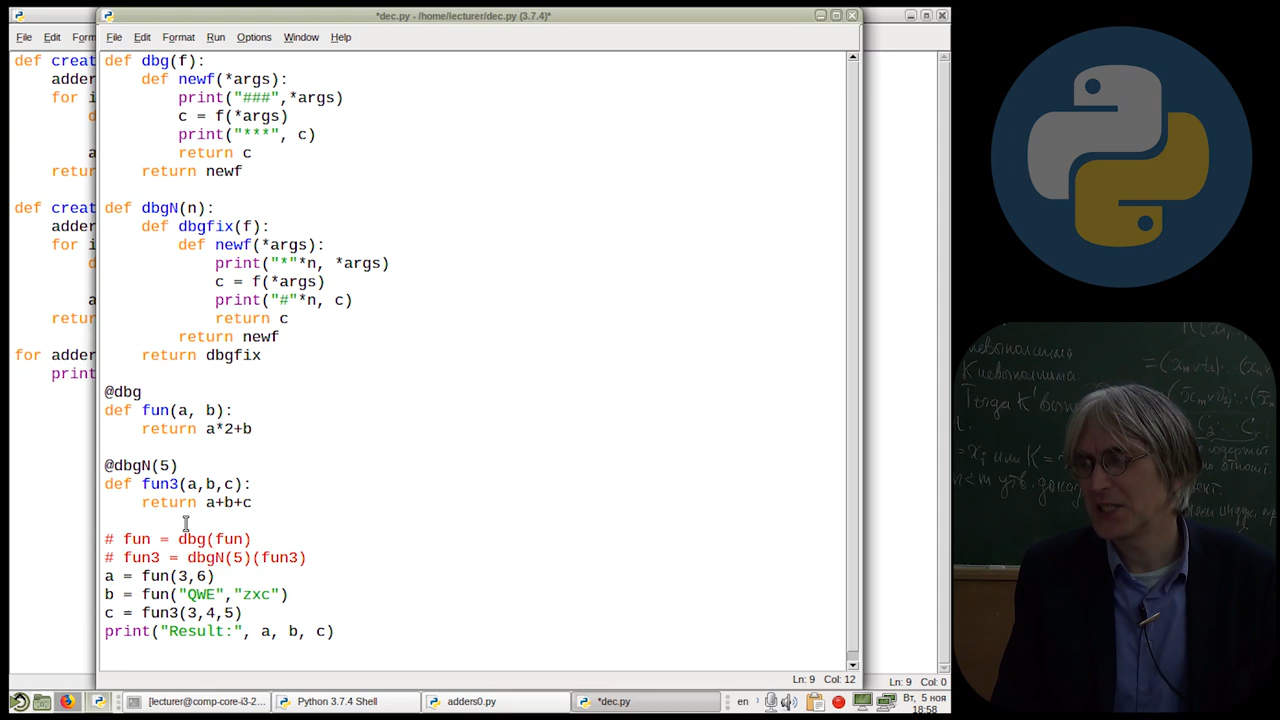 *dec.py - /home/lecturer/dec.py (3.7.4)*
File Edit Form
File Edit Format Run Options Window Help
def creat
adder
for i
d
a
retur
def creat
adder
for i
d
a
retur
for adder
print
def dbg(f):
def newf(*args):
print("###",*args)
c = f(*args)
print("***", c)
return c
return newf
def dbgN(n):
def dbgfix(f):
def newf(*args):
print("*"*n, *args)
c = f(*args)
print("#"*n, c)
return c
return newf
return dbgfix
@dbg
def fun(a, b):
return a*2+b
@dbgN(5)
def fun3(a,b,c):
return a+b+c
# fun = dbg(fun)
# fun3 = dbgN(5)(fun3)
a = fun(3,6)
b = fun("QWE","zxc")
c = fun3(3,4,5)
print("Result:", a, b, c)
Ln: 9 Col: 12
Ln: 9 Col: 0
[lecturer@comp-core-i3-2... Python 3.7.4 Shell adders0.py *dec.py en Вт, 5 ноя
18:58